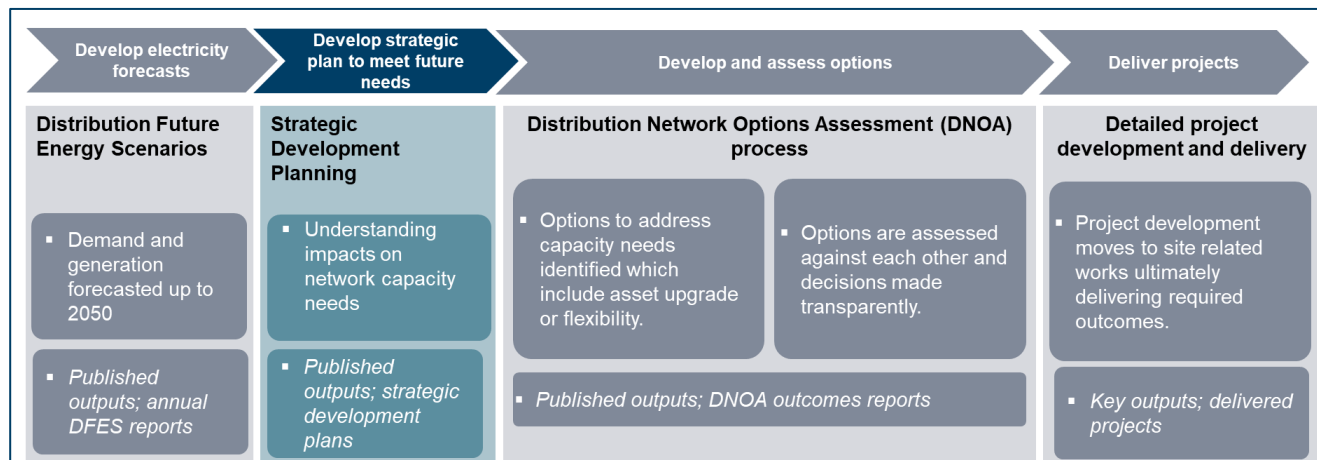 Develop electricity
forecasts
Develop strategic
plan to meet future
needs
Develop and assess options
Deliver projects
Distribution Future
Energy Scenarios
▪ Demand and
generation
forecasted up to
2050
▪ Published
outputs; annual
DFES reports
Strategic
Development
Planning
▪ Understanding
impacts on
network capacity
needs
▪ Published
outputs; strategic
development
plans
Distribution Network Options Assessment (DNOA)
process
▪ Options to address
capacity needs
identified which
include asset upgrade
or flexibility.
▪ Options are assessed
against each other and
decisions made
transparently.
▪ Published outputs; DNOA outcomes reports
Detailed project
development and delivery
▪ Project development
moves to site related
works ultimately
delivering required
outcomes.
▪ Key outputs; delivered
projects